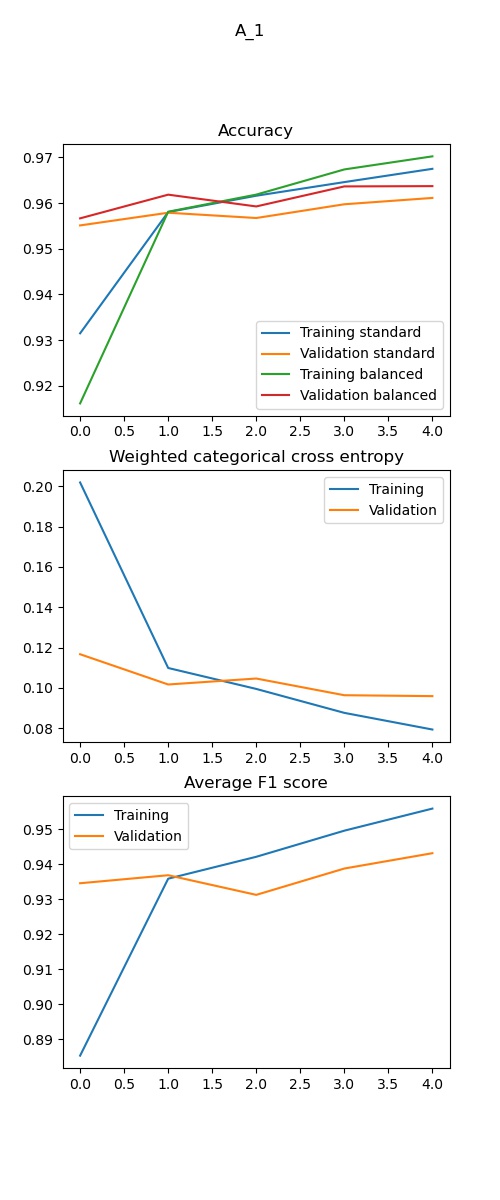 A_1
Accuracy
0.97
0.96
0.95
0.94
0.93
0.92
Training standard
Validation standard
Training balanced
Validation balanced
0.0 0.5 1.0 1.5 2.0 2.5 3.0 3.5 4.0
Weighted categorical cross entropy
0.20
0.18
0.16
0.14
0.12
0.10
0.08
Training
Validation
0.0 0.5 1.0 1.5 2.0 2.5 3.0 3.5 4.0
Average F1 score
0.95
0.94
0.93
0.92
0.91
0.90
0.89
Training
Validation
0.0 0.5 1.0 1.5 2.0 2.5 3.0 3.5 4.0